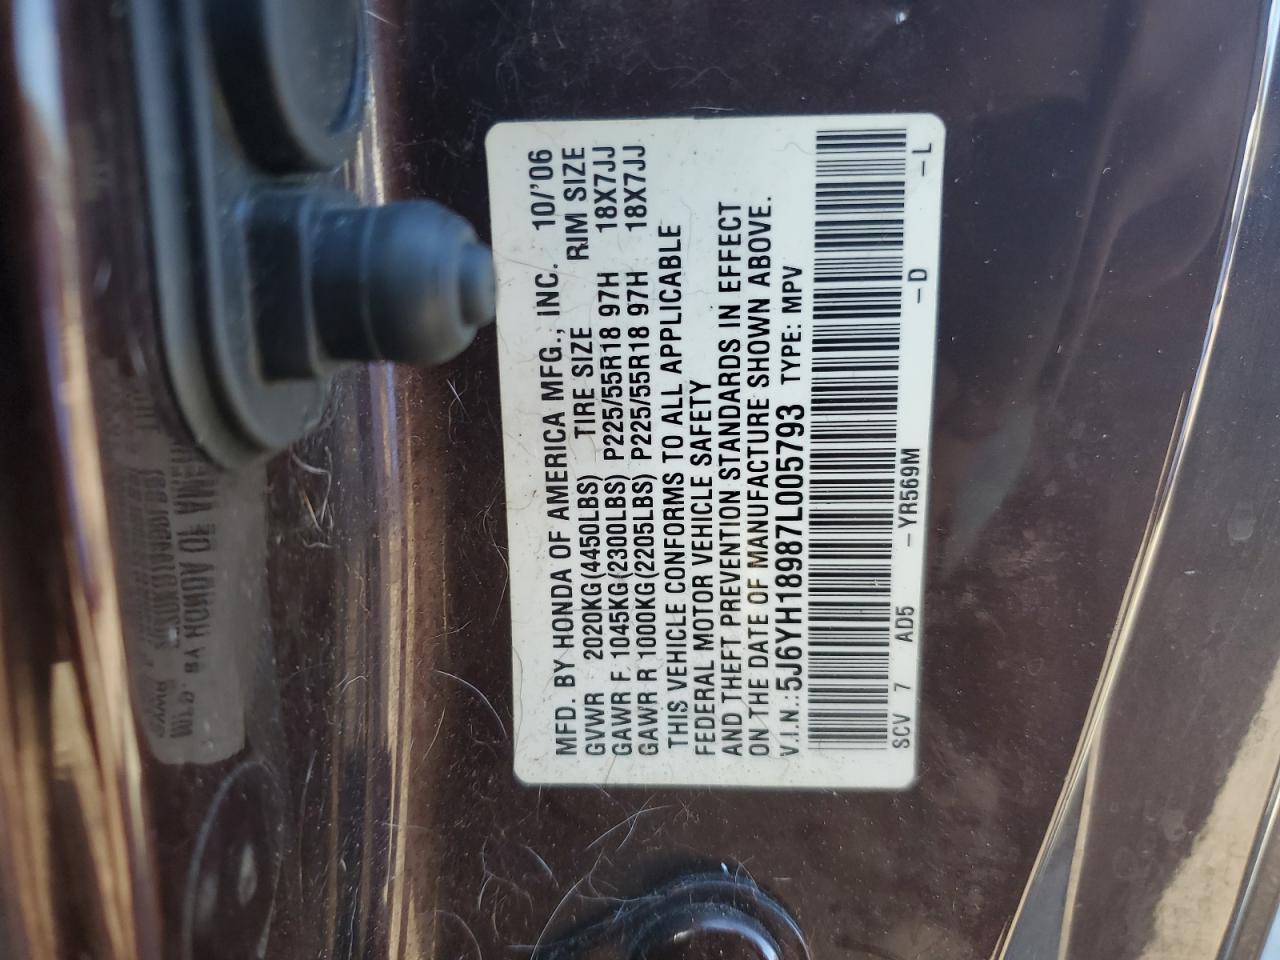 MFD. BY HONDA OF AMERICA MFG., INC. 10/'06
GVWR 2020KG(4450LBS) TIRE SIZE RIM SIZE
GAWR F 1045KG(2300LBS) P225/55R18 97H 18X7JJ
GAWR R 1000KG(2205LBS) P225/55R18 97H 18X7JJ
THIS VEHICLE CONFORMS TO ALL APPLICABLE
FEDERAL MOTOR VEHICLE SAFETY
AND THEFT PREVENTION STANDARDS IN EFFECT
ON THE DATE OF MANUFACTURE SHOWN ABOVE.
V.I.N.: 5J6YH18987L005793 TYPE: MPV
SCV 7 AD5 - YR569M - D - L